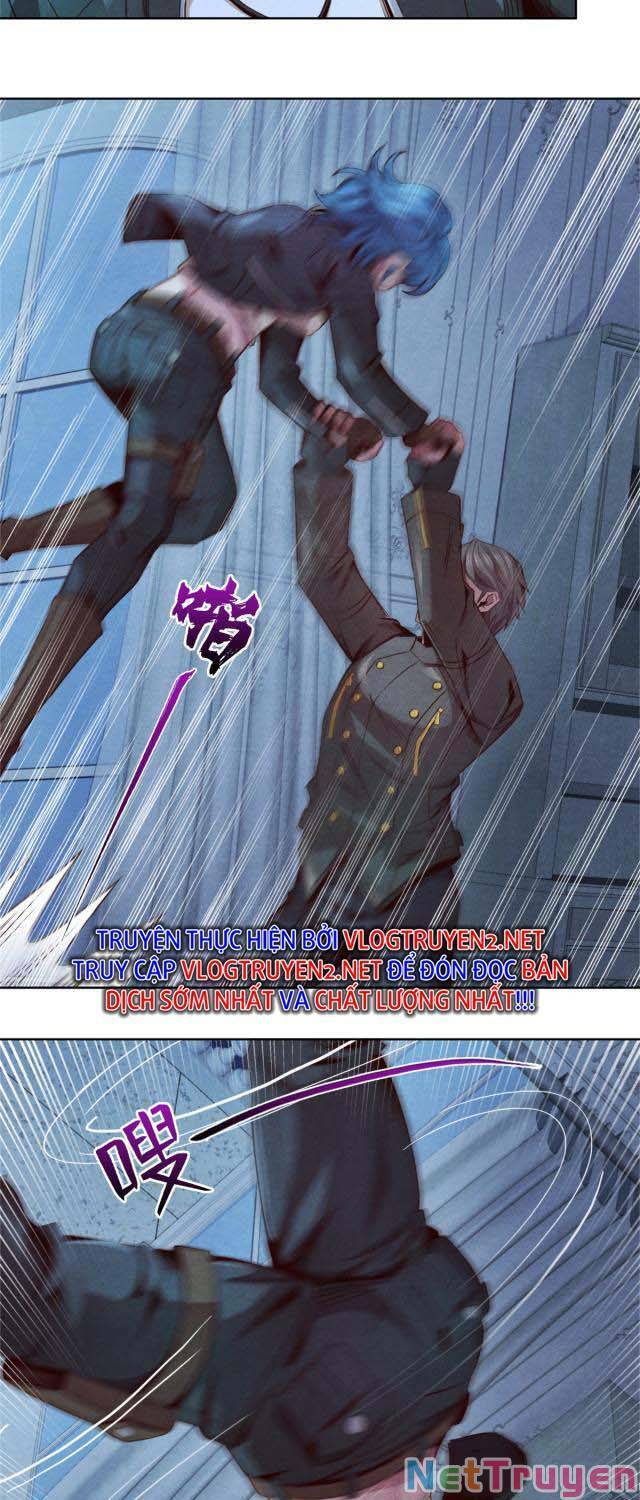 嗒
TRUYỆN THỰC HIỆN BỞI VLOGTRUYEN2.NET
TRUY CẬP VLOGTRUYEN2.NET ĐỂ ĐÓN ĐỌC BẢN
DỊCH SỚM NHẤT VÀ CHẤT LƯỢNG NHẤT!!!
嗖
NetTruyen